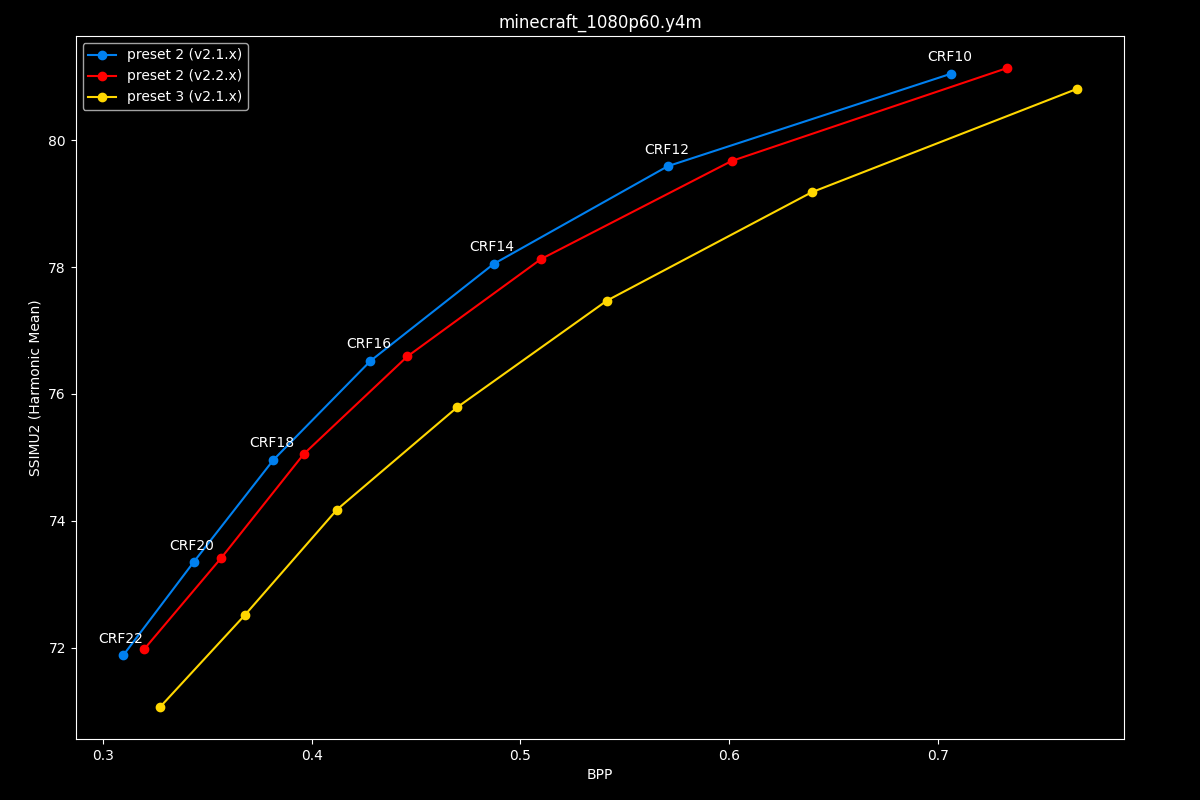 minecraft_1080p60.y4m
preset 2 (v2.1.x)
preset 2 (v2.2.x)
preset 3 (v2.1.x)
CRF10
CRF12
CRF14
CRF16
CRF18
CRF20
CRF22
80
78
76
74
72
SSIMU2 (Harmonic Mean)
0.3 0.4 0.5 0.6 0.7
BPP